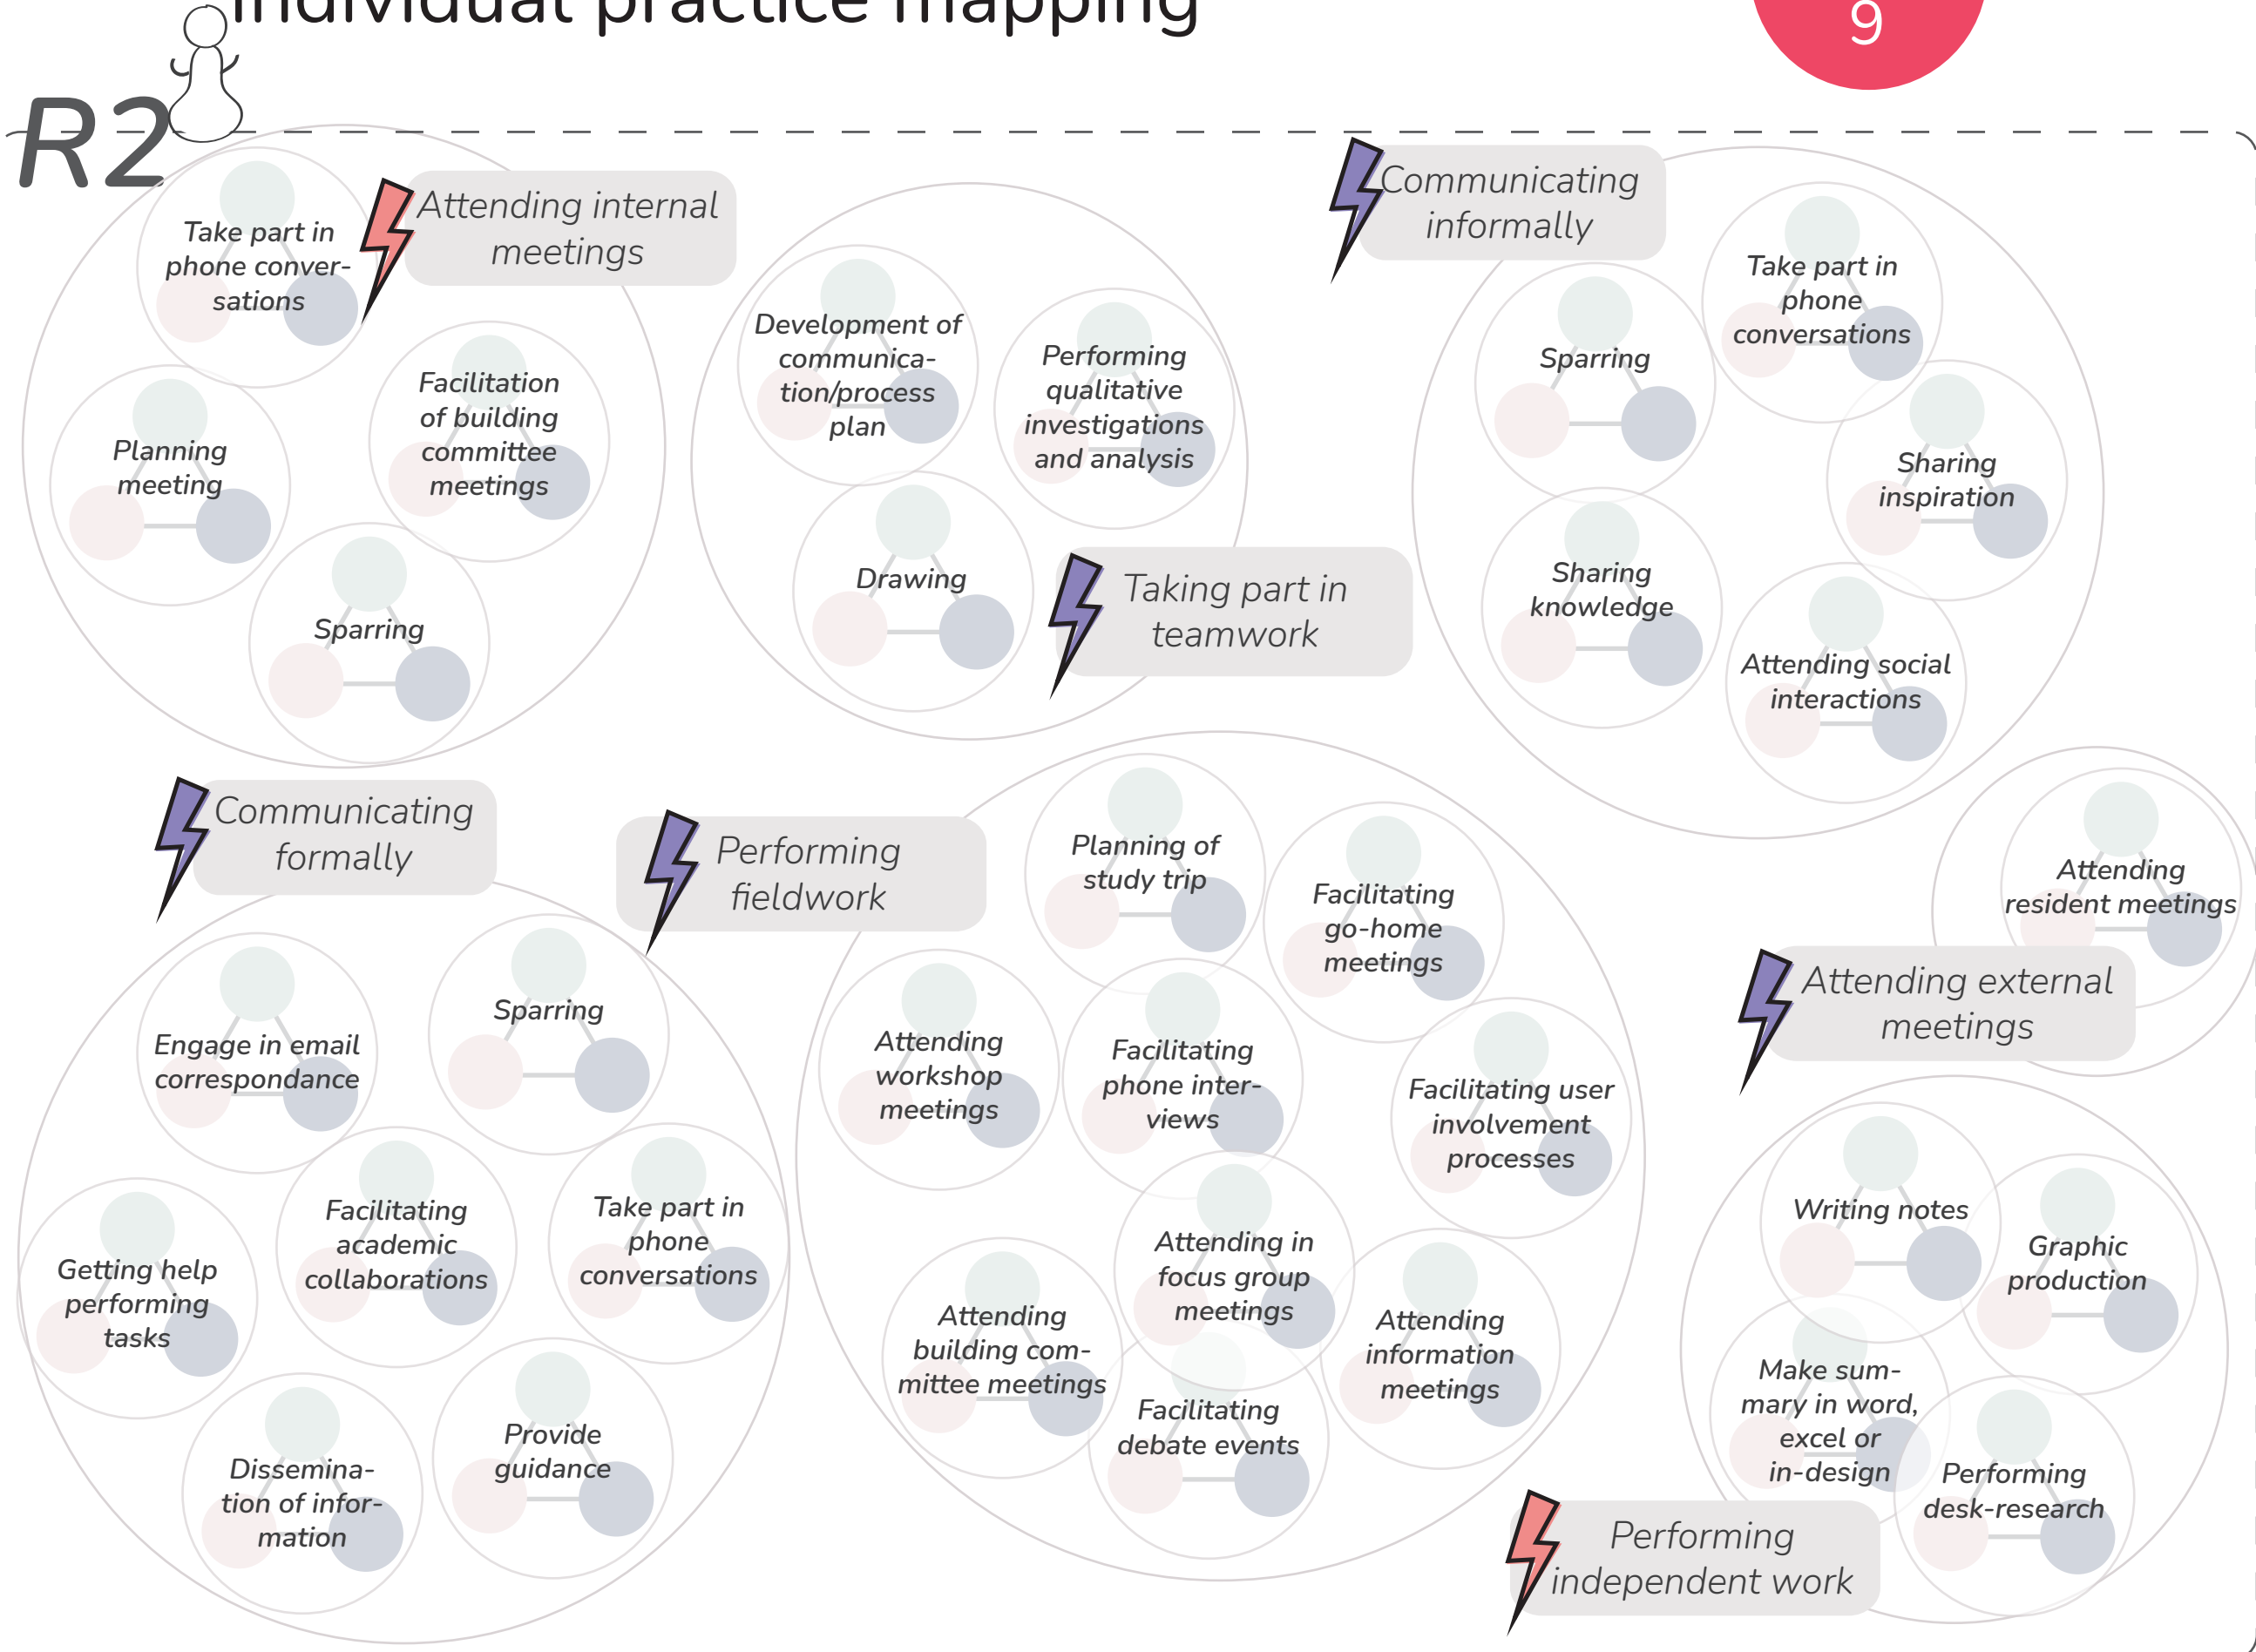 Individual practice mapping
9
R2
Attending internal
meetings
Take part in
phone conver-
sations
Facilitation
of building
committee
meetings
Planning
meeting
Sparring
Development of
communica-
tion/process
plan
Performing
qualitative
investigations
and analysis
Drawing
Taking part in
teamwork
Communicating
informally
Take part in
phone
conversations
Sparring
Sharing
inspiration
Sharing
knowledge
Attending social
interactions
Communicating
formally
Sparring
Engage in email
correspondance
Facilitating
academic
collaborations
Take part in
phone
conversations
Getting help
performing
tasks
Provide
guidance
Dissemina-
tion of infor-
mation
Performing
fieldwork
Planning of
study trip
Facilitating
go-home
meetings
Attending
workshop
meetings
Facilitating
phone inter-
views
Facilitating user
involvement
processes
Attending in
focus group
meetings
Attending
building com-
mittee meetings
Attending
information
meetings
Facilitating
debate events
Attending
resident meetings
Attending external
meetings
Writing notes
Graphic
production
Make sum-
mary in word,
excel or
in-design
Performing
desk-research
Performing
independent work